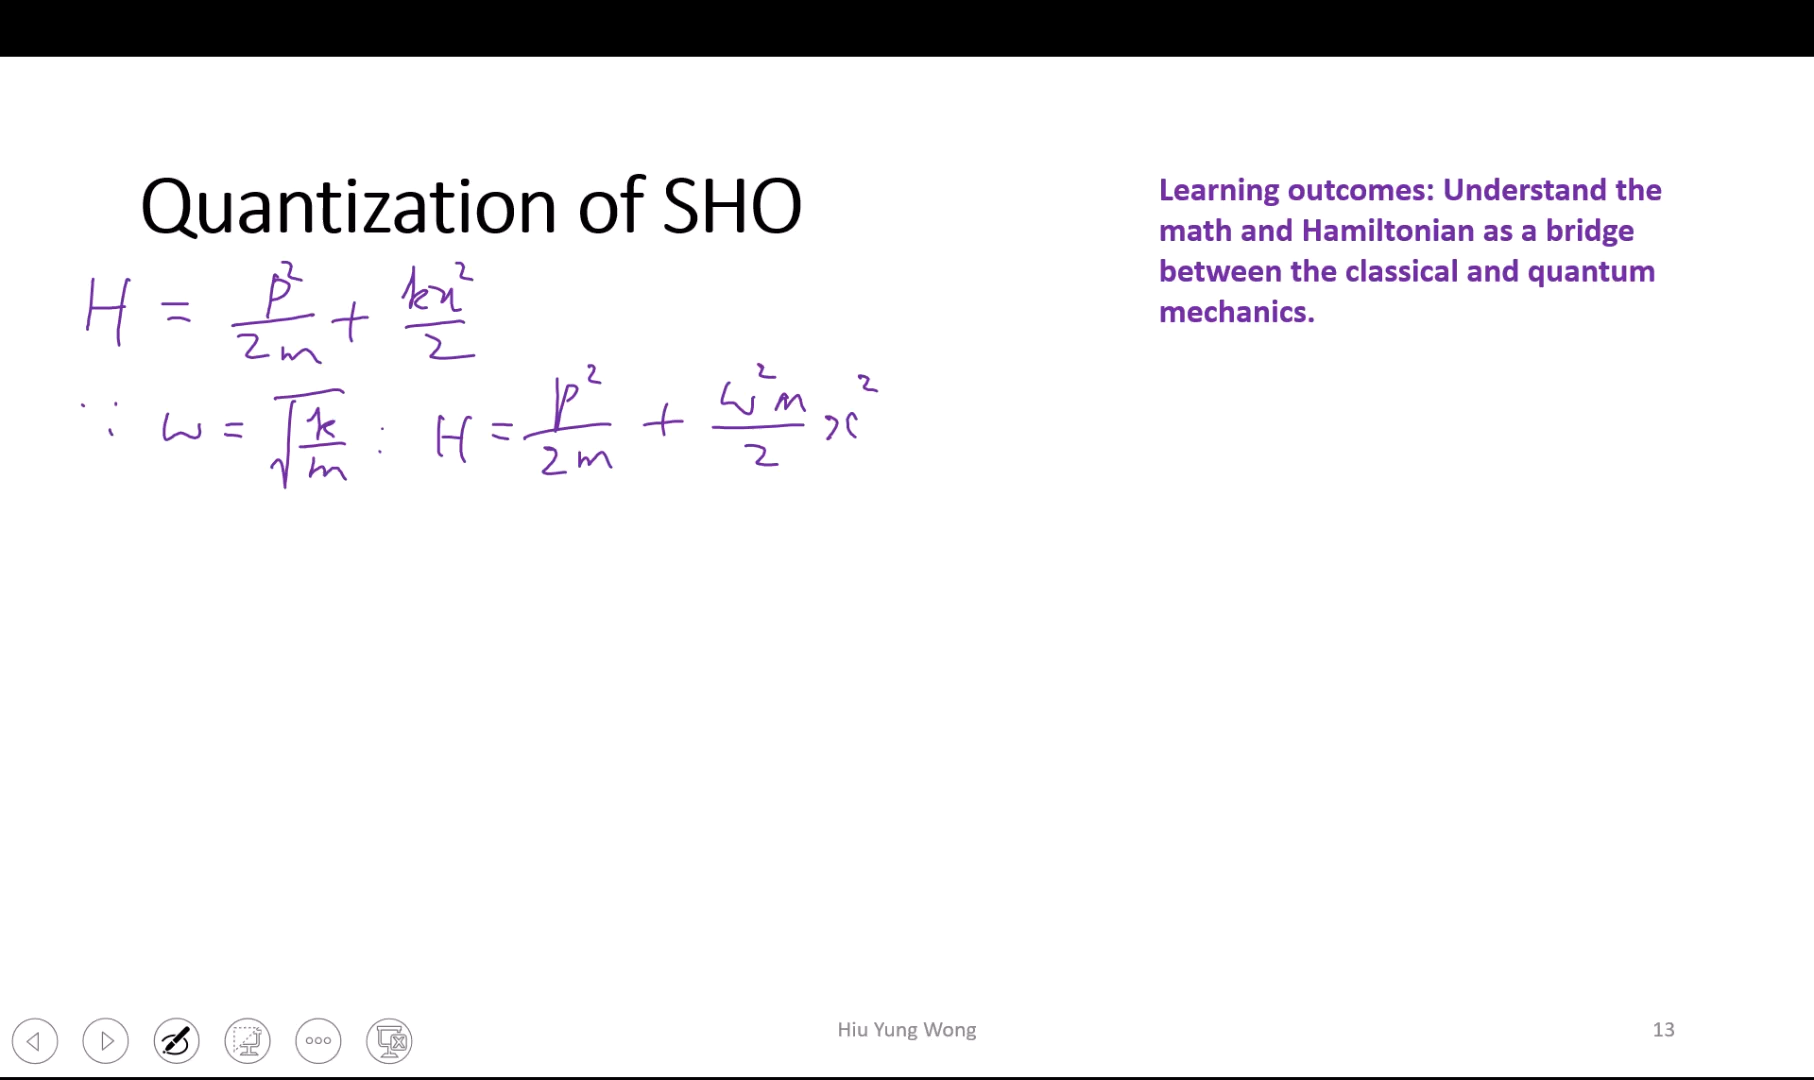 Quantization of SHO
Learning outcomes: Understand the
math and Hamiltonian as a bridge
between the classical and quantum
mechanics.
H = p²/2m + kx²/2
∵ ω = √(k/m) : H = p²/2m + ω²m/2 x²
Hiu Yung Wong
13